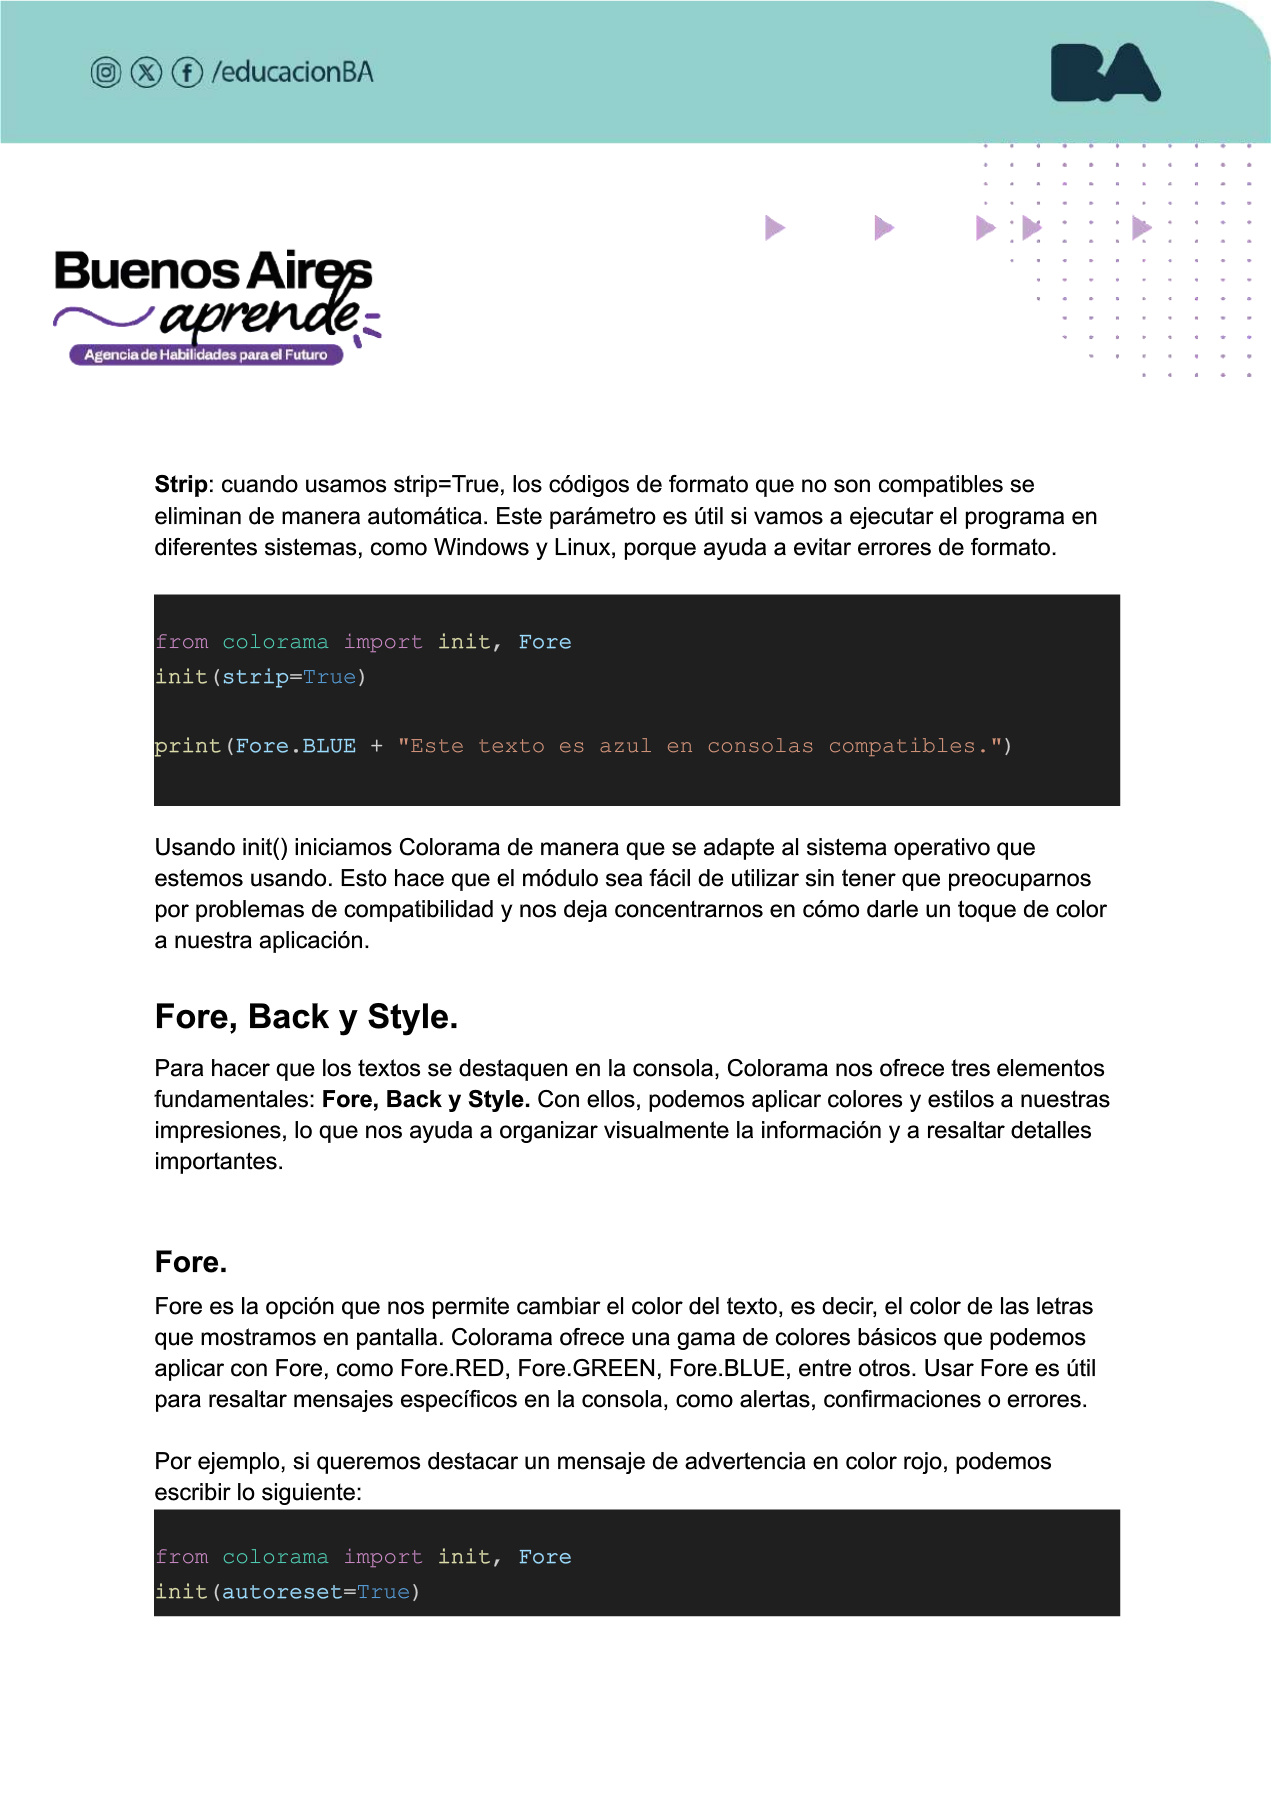 /educacionBA
BA
Buenos Aires
aprende
Agencia de Habilidades para el Futuro
Strip: cuando usamos strip=True, los códigos de formato que no son compatibles se
eliminan de manera automática. Este parámetro es útil si vamos a ejecutar el programa en
diferentes sistemas, como Windows y Linux, porque ayuda a evitar errores de formato.
from colorama import init, Fore
init(strip=True)
print(Fore.BLUE + "Este texto es azul en consolas compatibles.")
Usando init() iniciamos Colorama de manera que se adapte al sistema operativo que
estemos usando. Esto hace que el módulo sea fácil de utilizar sin tener que preocuparnos
por problemas de compatibilidad y nos deja concentrarnos en cómo darle un toque de color
a nuestra aplicación.
Fore, Back y Style.
Para hacer que los textos se destaquen en la consola, Colorama nos ofrece tres elementos
fundamentales: Fore, Back y Style. Con ellos, podemos aplicar colores y estilos a nuestras
impresiones, lo que nos ayuda a organizar visualmente la información y a resaltar detalles
importantes.
Fore.
Fore es la opción que nos permite cambiar el color del texto, es decir, el color de las letras
que mostramos en pantalla. Colorama ofrece una gama de colores básicos que podemos
aplicar con Fore, como Fore.RED, Fore.GREEN, Fore.BLUE, entre otros. Usar Fore es útil
para resaltar mensajes específicos en la consola, como alertas, confirmaciones o errores.
Por ejemplo, si queremos destacar un mensaje de advertencia en color rojo, podemos
escribir lo siguiente:
from colorama import init, Fore
init(autoreset=True)